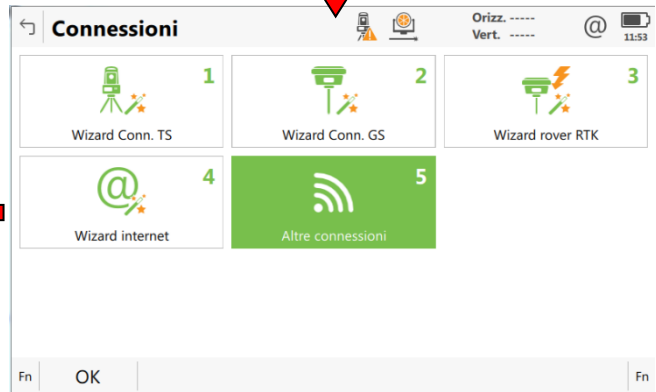 Connessioni
Orizz. -----
Vert. -----
@
11:53
1
Wizard Conn. TS
2
Wizard Conn. GS
3
Wizard rover RTK
@
4
Wizard internet
5
Altre connessioni
Fn
OK
Fn